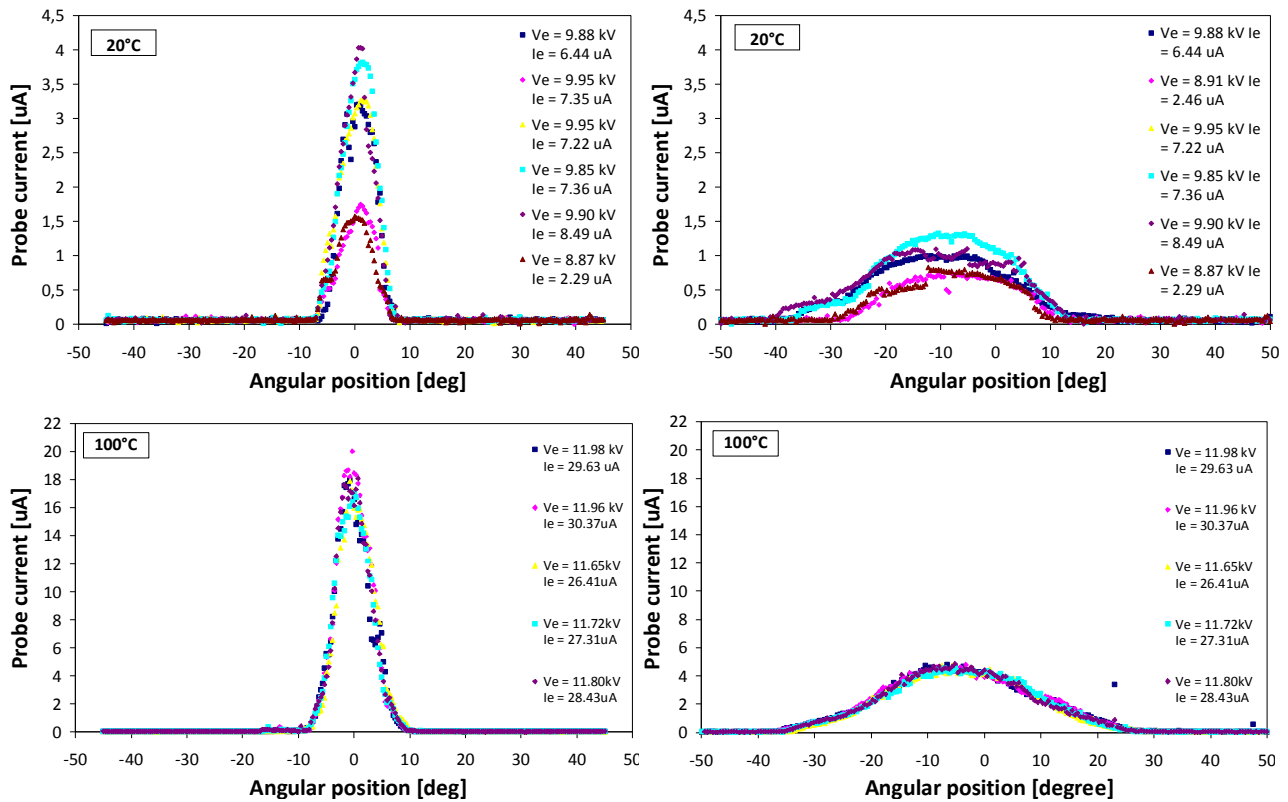 4,5
4
3,5
3
2,5
2
1,5
1
0,5
0
Probe current [uA]
20°C
Ve = 9.88 kV
Ie = 6.44 uA
Ve = 9.95 kV
Ie = 7.35 uA
Ve = 9.95 kV
Ie = 7.22 uA
Ve = 9.85 kV
Ie = 7.36 uA
Ve = 9.90 kV
Ie = 8.49 uA
Ve = 8.87 kV
Ie = 2.29 uA
-50 -40 -30 -20 -10 0 10 20 30 40 50
Angular position [deg]
4,5
4
3,5
3
2,5
2
1,5
1
0,5
0
Probe current [uA]
20°C
Ve = 9.88 kV Ie
= 6.44 uA
Ve = 8.91 kV Ie
= 2.46 uA
Ve = 9.95 kV Ie
= 7.22 uA
Ve = 9.85 kV Ie
= 7.36 uA
Ve = 9.90 kV Ie
= 8.49 uA
Ve = 8.87 kV Ie
= 2.29 uA
-50 -40 -30 -20 -10 0 10 20 30 40 50
Angular position [deg]
22
20
18
16
14
12
10
8
6
4
2
0
Probe current [uA]
100°C
Ve = 11.98 kV
Ie = 29.63 uA
Ve = 11.96 kV
Ie = 30.37uA
Ve = 11.65kV
Ie = 26.41uA
Ve = 11.72kV
Ie = 27.31uA
Ve = 11.80kV
Ie = 28.43uA
-50 -40 -30 -20 -10 0 10 20 30 40 50
Angular position [deg]
22
20
18
16
14
12
10
8
6
4
2
0
Probe current [uA]
100°C
Ve = 11.98 kV
Ie = 29.63 uA
Ve = 11.96 kV
Ie = 30.37uA
Ve = 11.65kV
Ie = 26.41uA
Ve = 11.72kV
Ie = 27.31uA
Ve = 11.80kV
Ie = 28.43uA
-50 -40 -30 -20 -10 0 10 20 30 40 50
Angular position [degree]